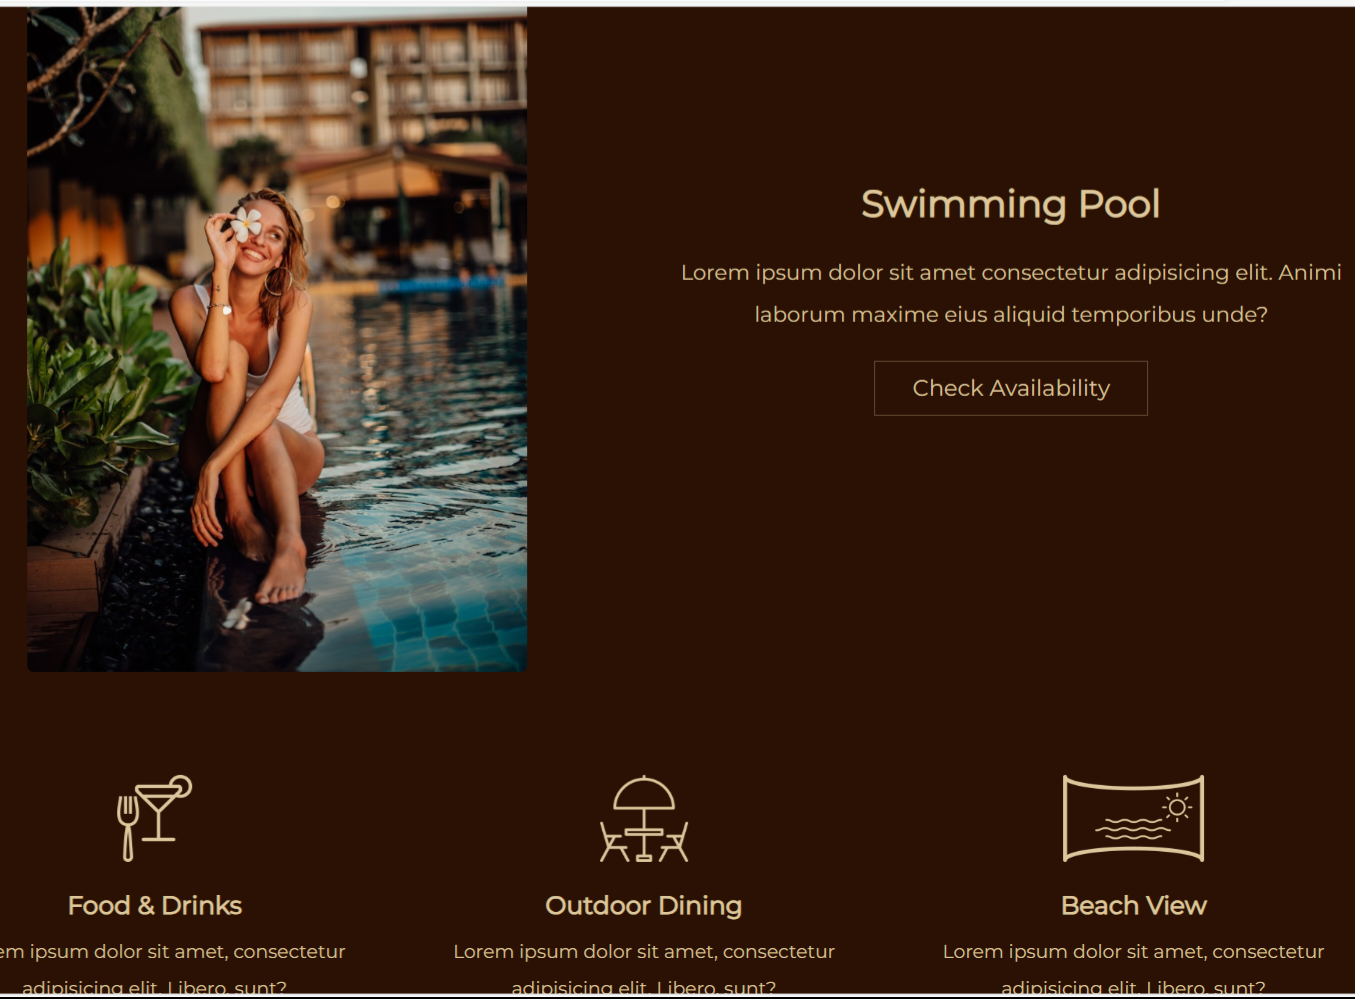 Swimming Pool
Lorem ipsum dolor sit amet consectetur adipisicing elit. Animi
laborum maxime eius aliquid temporibus unde?
Check Availability
Food & Drinks
Outdoor Dining
Beach View
ipsum dolor sit amet, consectetur
adipisicing elit. Libero, sunt?
Lorem ipsum dolor sit amet, consectetur
adipisicing elit. Libero, sunt?
Lorem ipsum dolor sit amet, consectetur
adipisicing elit. Libero, sunt?